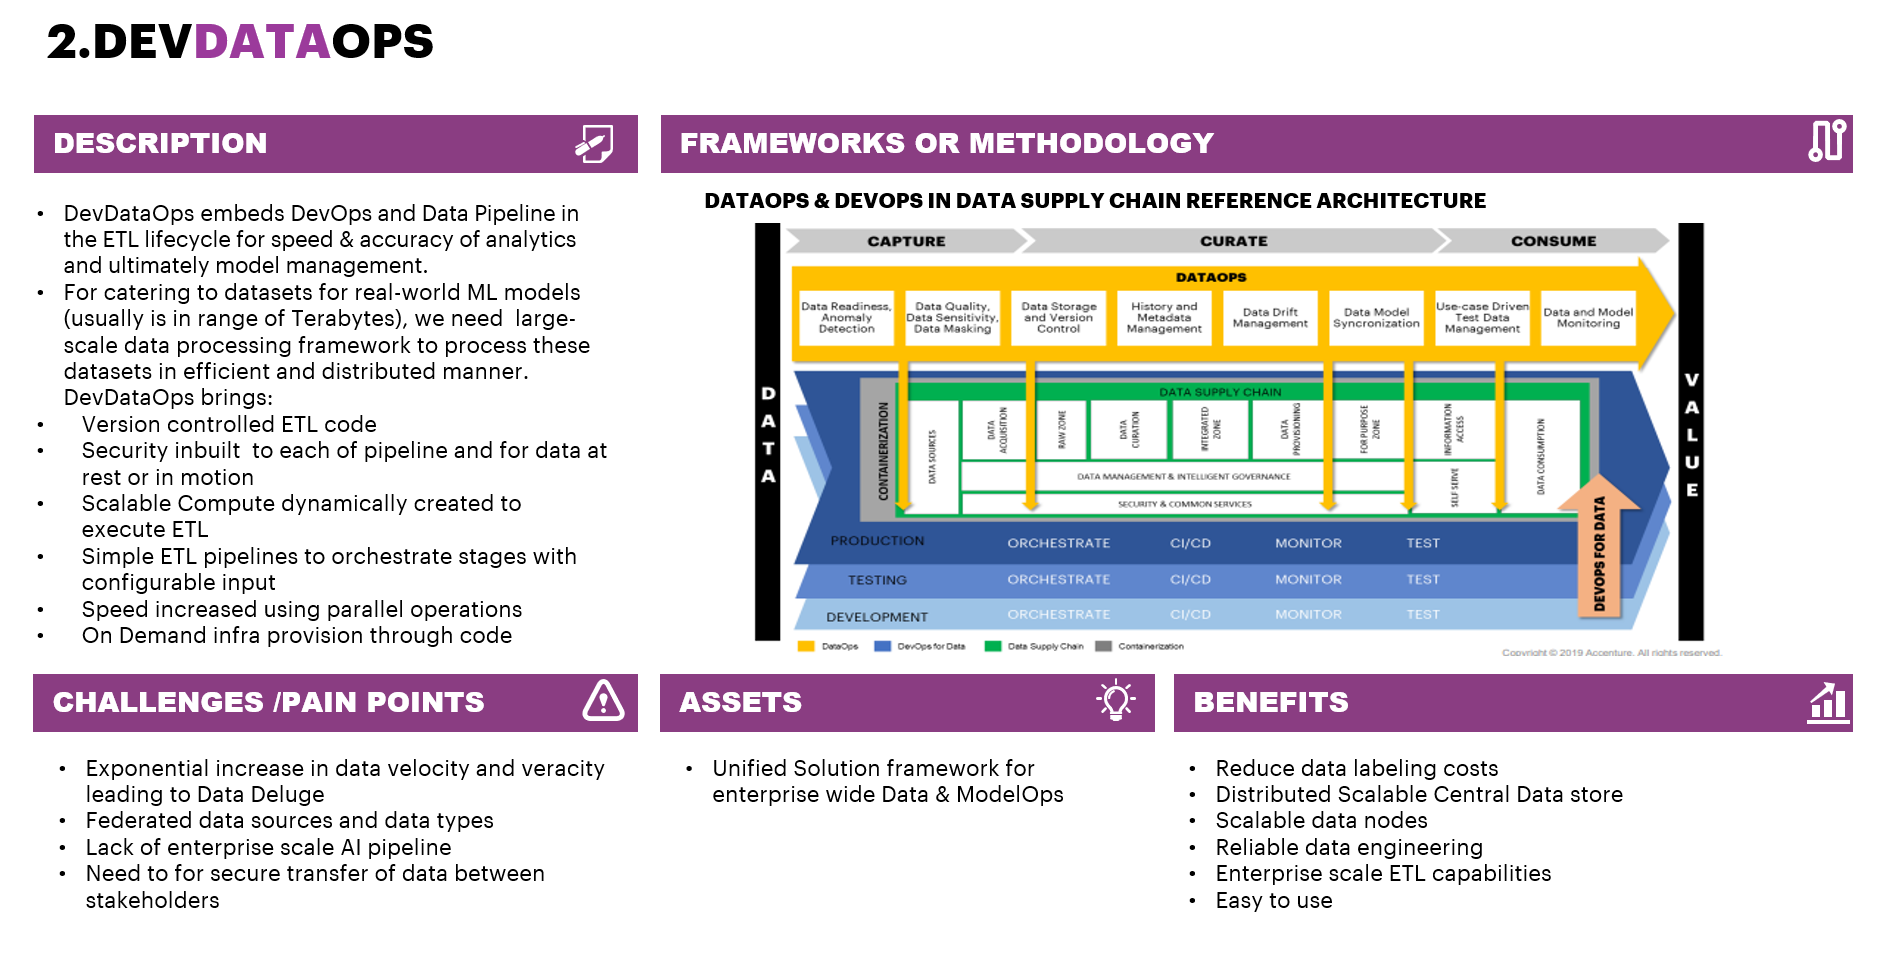 2.DEVDATAOPS
DESCRIPTION
• DevDataOps embeds DevOps and Data Pipeline in
the ETL lifecycle for speed & accuracy of analytics
and ultimately model management.
• For catering to datasets for real-world ML models
(usually is in range of Terabytes), we need  large-
scale data processing framework to process these
datasets in efficient and distributed manner.
DevDataOps brings:
• Version controlled ETL code
• Security inbuilt  to each of pipeline and for data at
rest or in motion
• Scalable Compute dynamically created to
execute ETL
• Simple ETL pipelines to orchestrate stages with
configurable input
• Speed increased using parallel operations
• On Demand infra provision through code
FRAMEWORKS OR METHODOLOGY
DATAOPS & DEVOPS IN DATA SUPPLY CHAIN REFERENCE ARCHITECTURE
DATA
CAPTURE
CURATE
CONSUME
VALUE
DATAOPS
Data Readiness,
Anomaly
Detection
Data Quality,
Data Sensitivity,
Data Masking
Data Storage
and Version
Control
History and
Metadata
Management
Data Drift
Management
Data Model
Syncronization
Use-case Driven
Test Data
Management
Data and Model
Monitoring
DATA SUPPLY CHAIN
CONTAINERIZATION
DATA SOURCES
DATA
ACQUISITION
RAW ZONE
DATA
CURATION
INTEGRATED
ZONE
DATA
PROVISIONING
FOR PURPOSE
ZONE
INFORMATION
ACCESS
DATA CONSUMPTION
DATA MANAGEMENT & INTELLIGENT GOVERNANCE
SELF SERVE
SECURITY & COMMON SERVICES
DEVOPS FOR DATA
PRODUCTION ORCHESTRATE CI/CD MONITOR TEST
TESTING ORCHESTRATE CI/CD MONITOR TEST
DEVELOPMENT ORCHESTRATE CI/CD MONITOR TEST
DataOps DevOps for Data Data Supply Chain Containerization
Copyright © 2019 Accenture. All rights reserved.
CHALLENGES /PAIN POINTS
• Exponential increase in data velocity and veracity
leading to Data Deluge
• Federated data sources and data types
• Lack of enterprise scale AI pipeline
• Need to for secure transfer of data between
stakeholders
ASSETS
• Unified Solution framework for
enterprise wide Data & ModelOps
BENEFITS
• Reduce data labeling costs
• Distributed Scalable Central Data store
• Scalable data nodes
• Reliable data engineering
• Enterprise scale ETL capabilities
• Easy to use